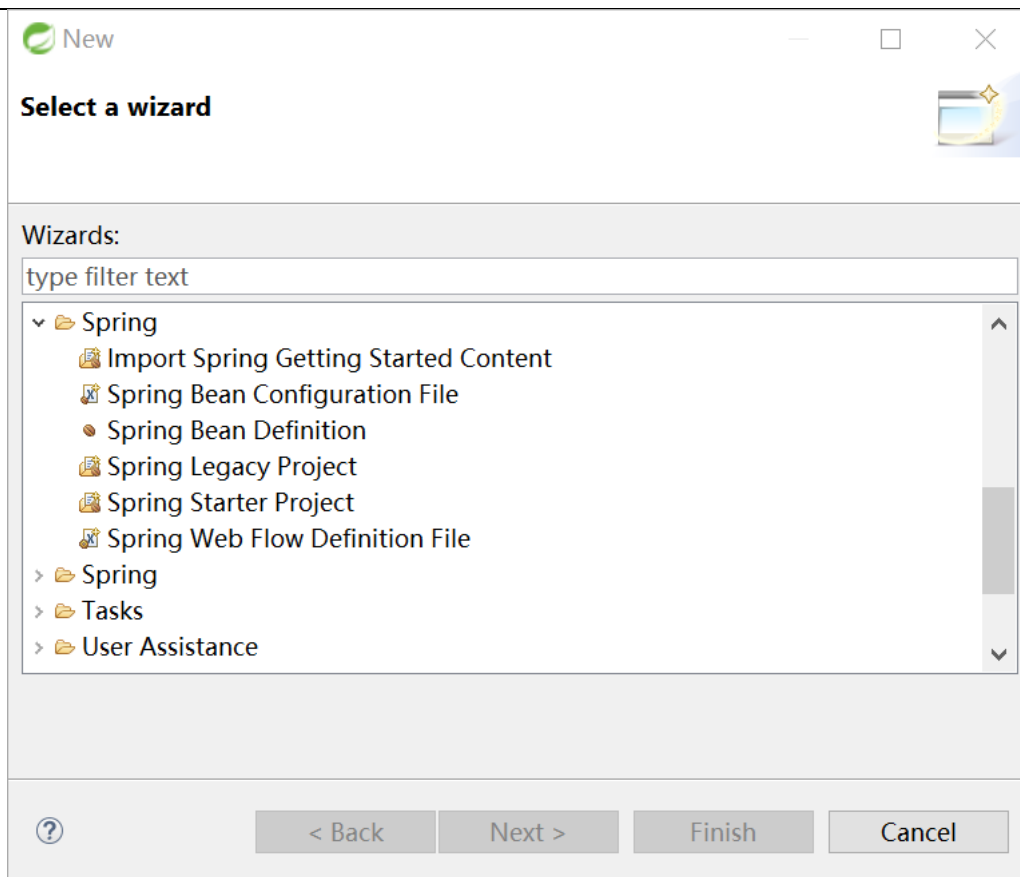 New
Select a wizard
Wizards:
type filter text
Spring
Import Spring Getting Started Content
Spring Bean Configuration File
Spring Bean Definition
Spring Legacy Project
Spring Starter Project
Spring Web Flow Definition File
Spring
Tasks
User Assistance
< Back Next > Finish Cancel